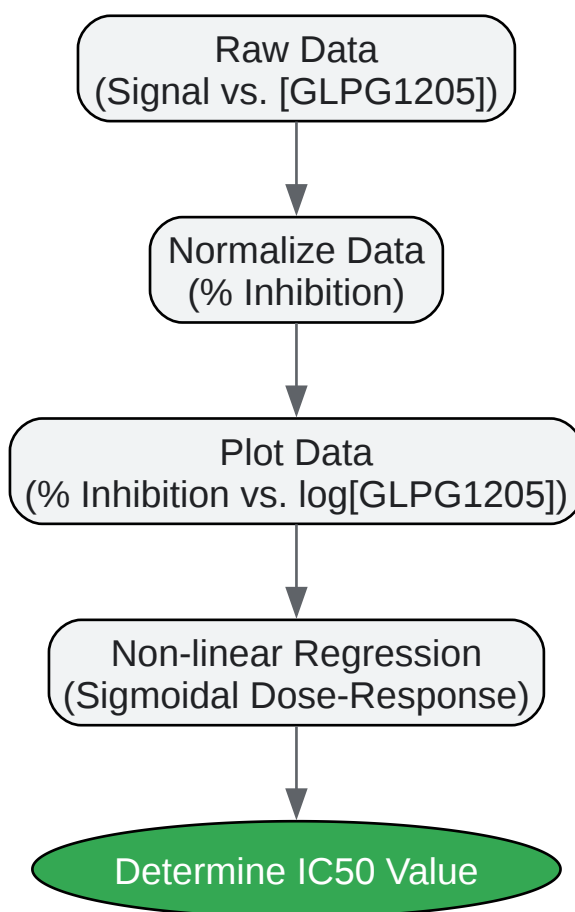 Raw Data
(Signal vs. [GLPG1205])
Normalize Data
(% Inhibition)
Plot Data
(% Inhibition vs. log[GLPG1205])
Non-linear Regression
(Sigmoidal Dose-Response)
Determine IC50 Value